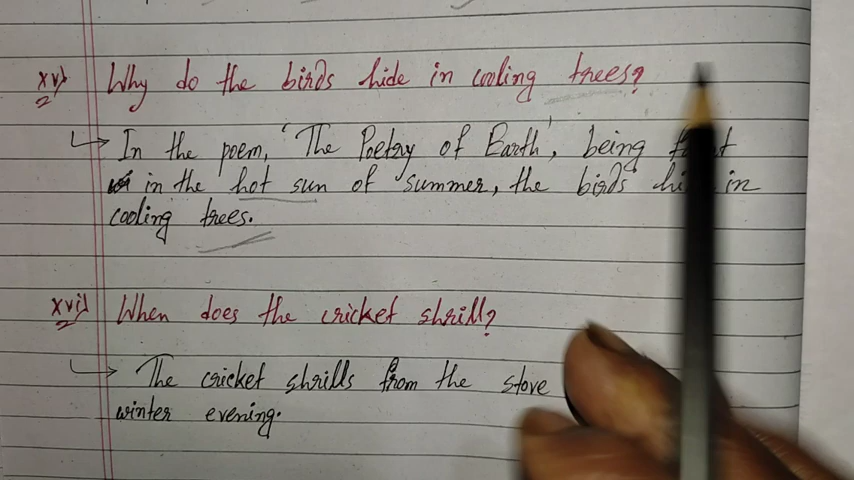 xvi) Why do the birds hide in cooling trees?
In the poem, 'The Poetry of Earth', being
in the hot sun of summer, the birds in
cooling trees.
xvii) When does the cricket shrill?
The cricket shrills from the stove
winter evening.